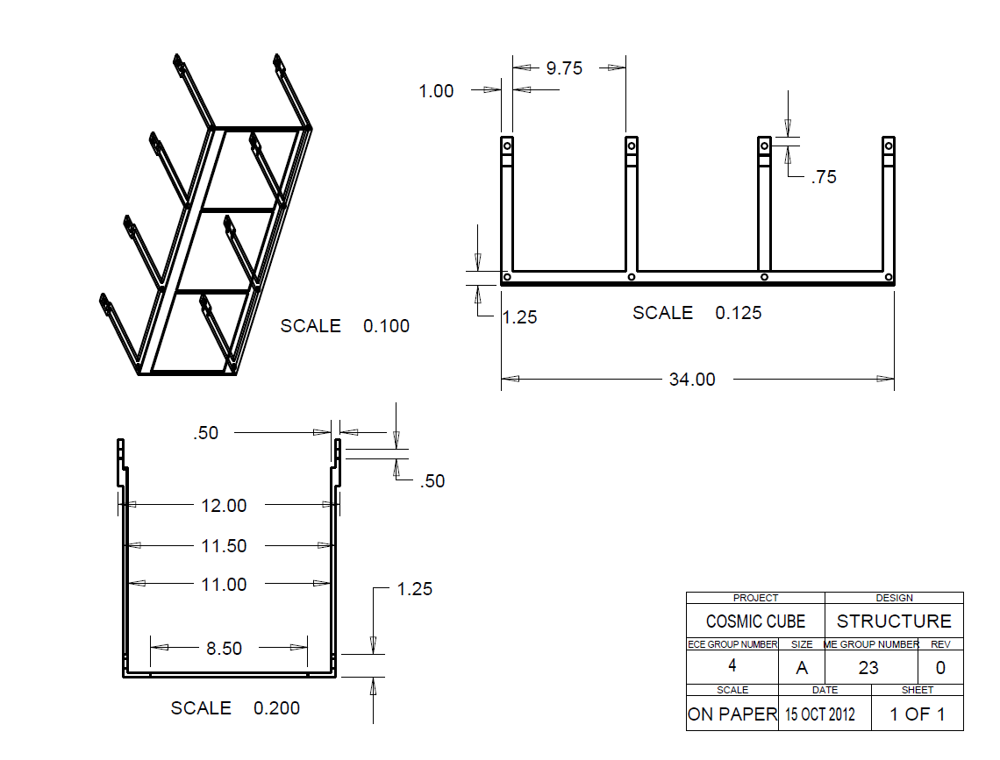 9.75
1.00
.75
1.25
SCALE 0.100
SCALE 0.125
34.00
.50
.50
12.00
11.50
11.00
1.25
8.50
SCALE 0.200
PROJECT DESIGN
COSMIC CUBE STRUCTURE
ECE GROUP NUMBER SIZE ME GROUP NUMBER REV
4 A 23 0
SCALE DATE SHEET
ON PAPER 15 OCT 2012 1 OF 1